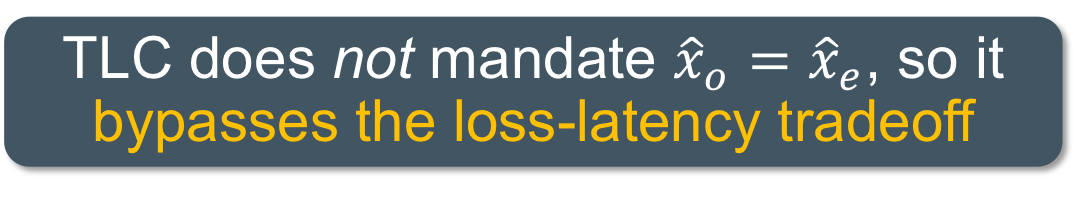 TLC does not mandate x̂ₒ = x̂ₑ, so it
bypasses the loss-latency tradeoff